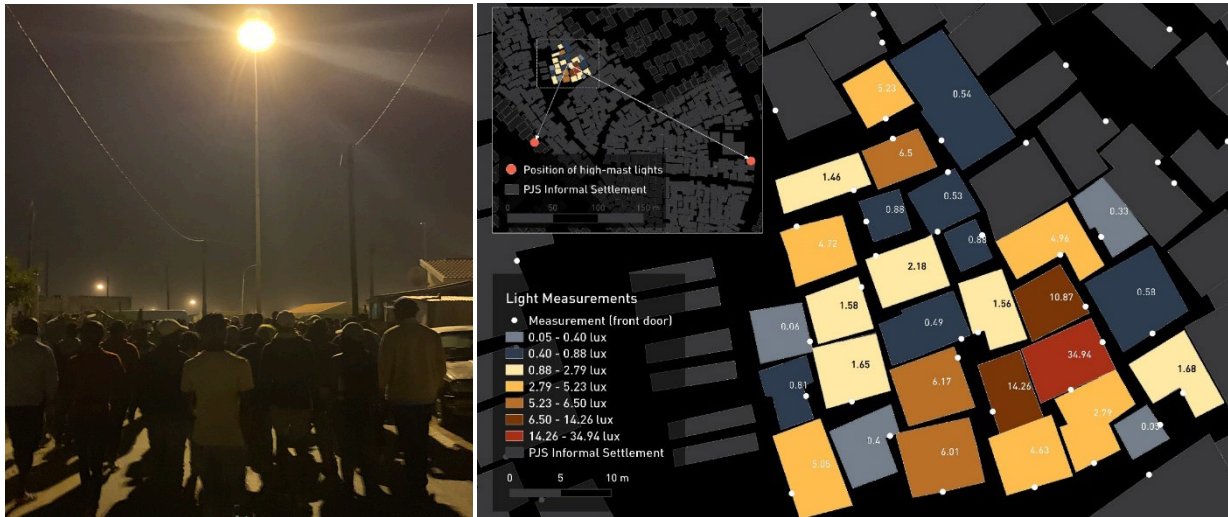 Position of high-mast lights
PJS Informal Settlement
0 50 100 150 m
Light Measurements
Measurement (front door)
0.05 - 0.40 lux
0.40 - 0.88 lux
0.88 - 2.79 lux
2.79 - 5.23 lux
5.23 - 6.50 lux
6.50 - 14.26 lux
14.26 - 34.94 lux
PJS Informal Settlement
0 5 10 m
5.23
0.54
6.5
1.46
0.88
0.53
0.33
4.72
0.88
4.96
2.18
1.58
1.56
10.87
0.58
0.06
0.49
1.65
34.94
1.68
0.81
6.17
14.26
2.79
0.4
5.05
6.01
4.63
0.05